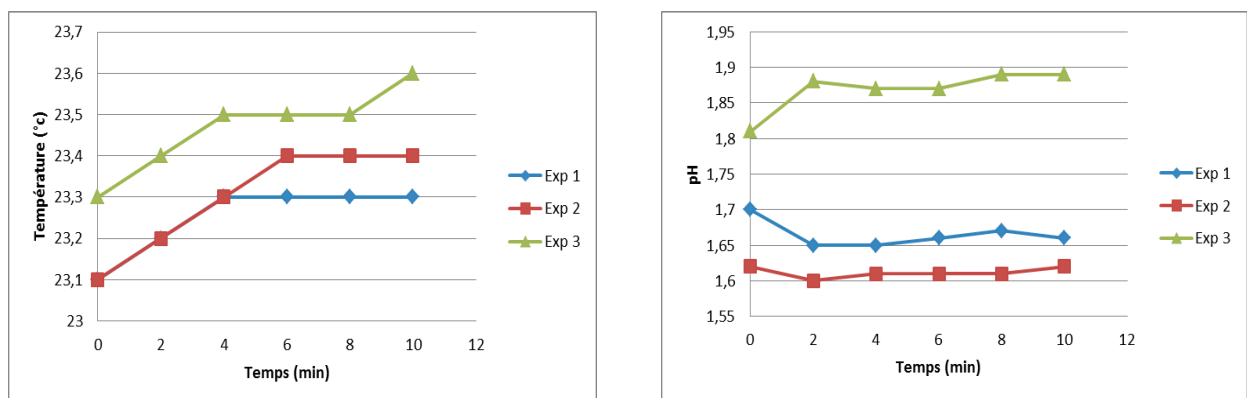 23,7
23,6
23,5
23,4
23,3
23,2
23,1
23
0 2 4 6 8 10 12
Température (°c)
Temps (min)
Exp 1
Exp 2
Exp 3
1,95
1,9
1,85
1,8
1,75
1,7
1,65
1,6
1,55
0 2 4 6 8 10 12
pH
Temps (min)
Exp 1
Exp 2
Exp 3